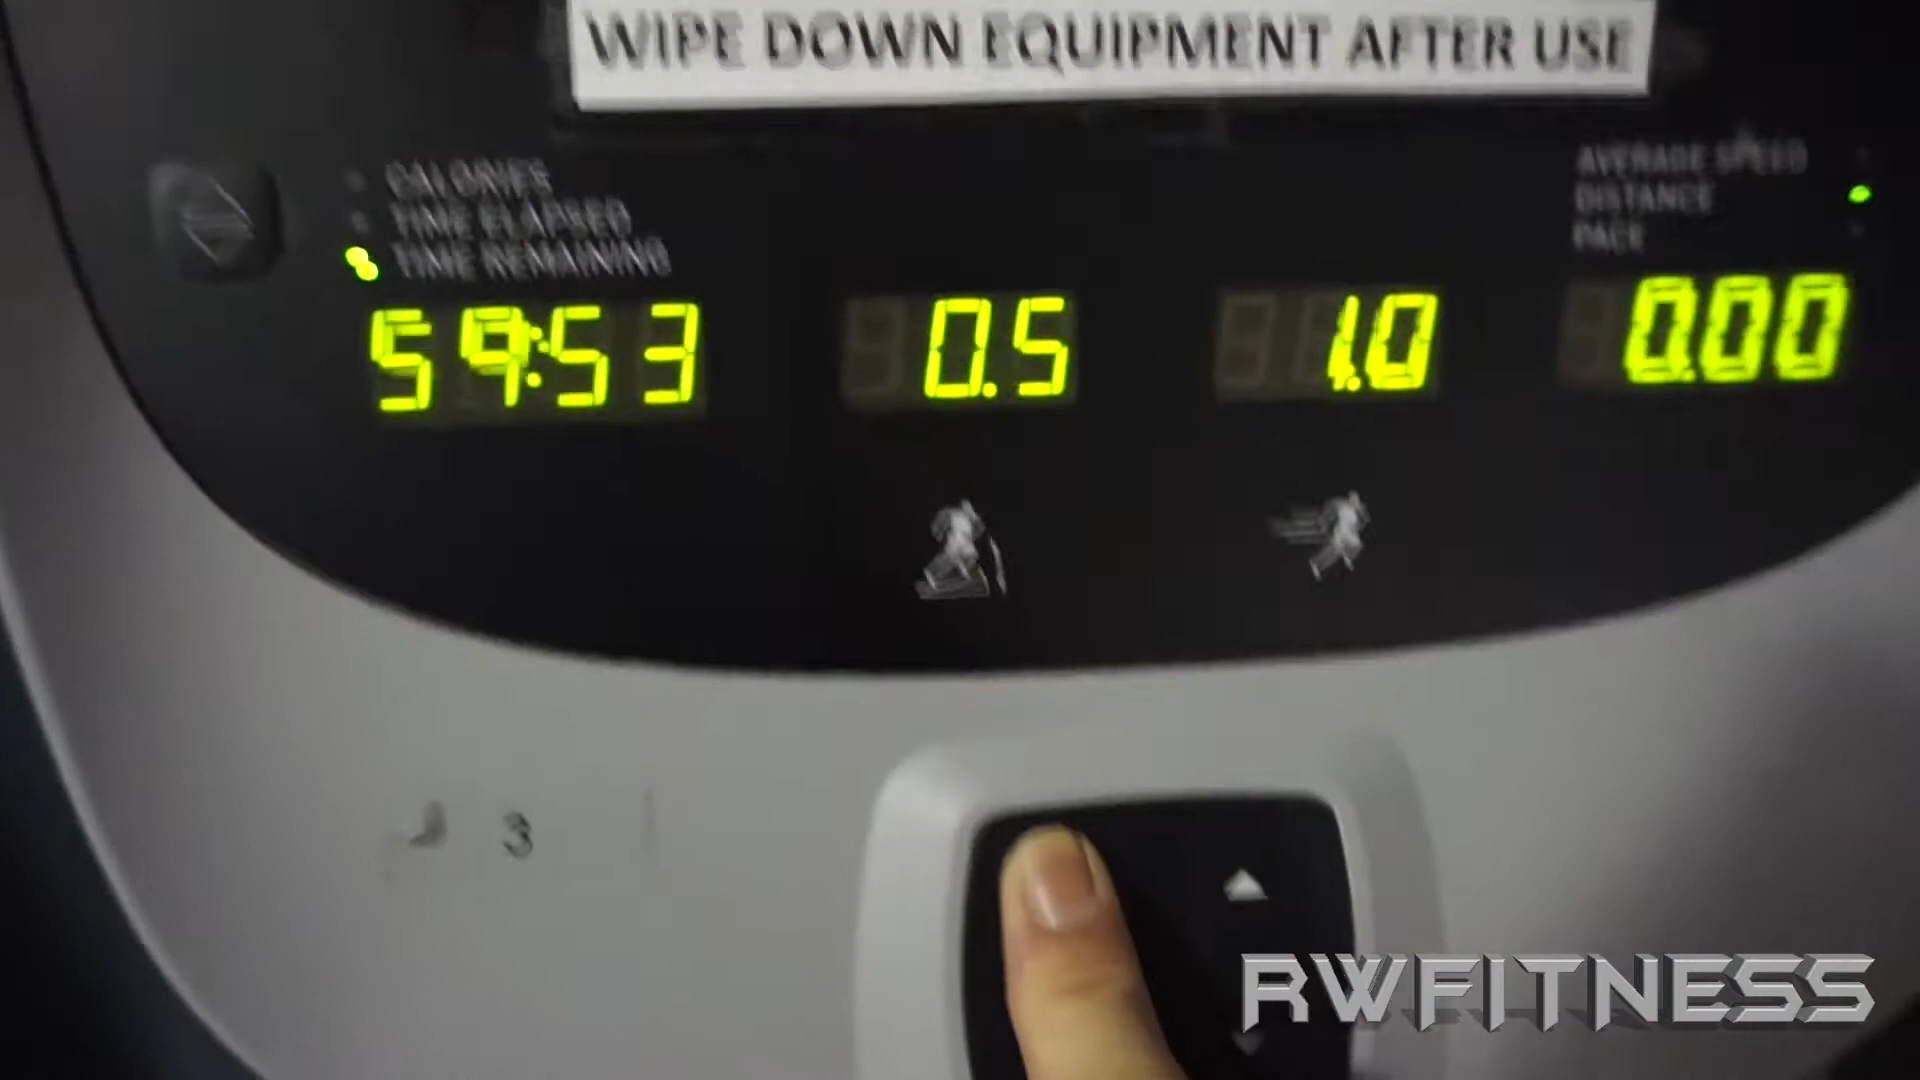 WIPE DOWN EQUIPMENT AFTER USE
CALORIES
TIME ELAPSED
TIME REMAINING
AVERAGE SPEED
DISTANCE
PACE
59:53
0.5
1.0
0.00
3
RWFITNESS